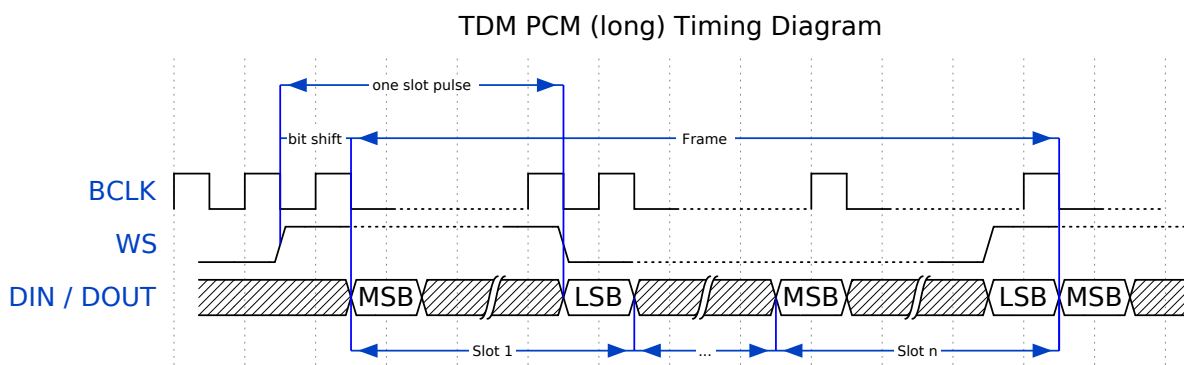 TDM PCM (long) Timing Diagram
one slot pulse
bit shift
Frame
BCLK
WS
DIN / DOUT
MSB
LSB
MSB
LSB
MSB
Slot 1
...
Slot n